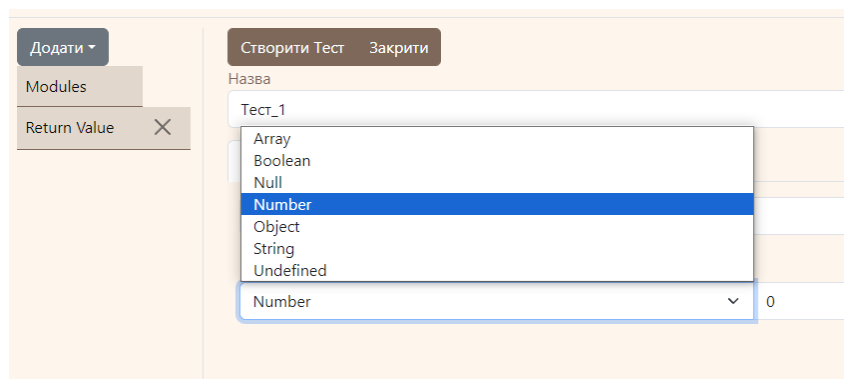 Додати
Modules
Return Value
Створити Тест Закрити
Назва
Тест_1
Array
Boolean
Null
Number
Object
String
Undefined
Number 0